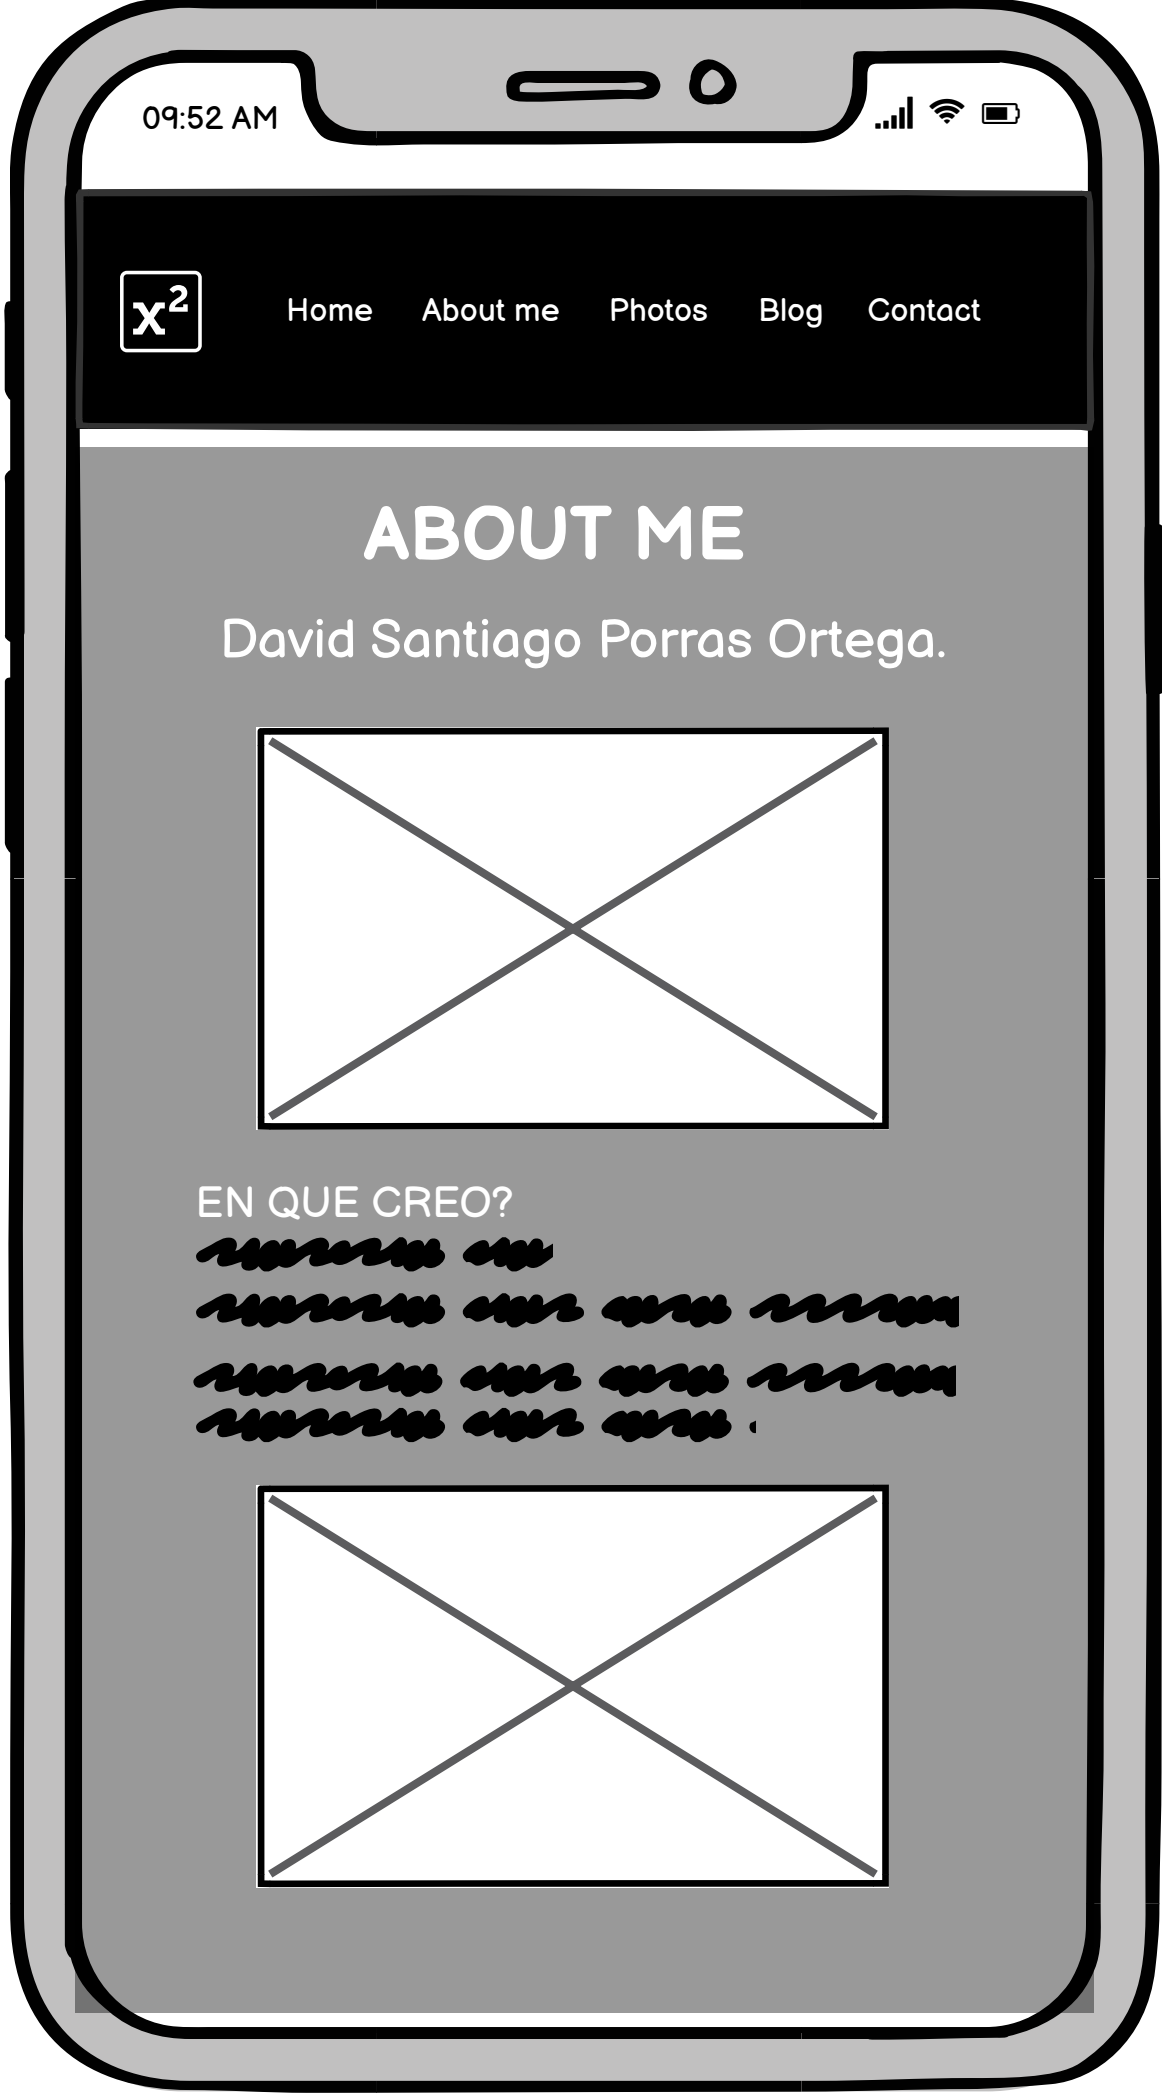 09:52 AM
x²
Home About me Photos Blog Contact
ABOUT ME
David Santiago Porras Ortega.
EN QUE CREO?